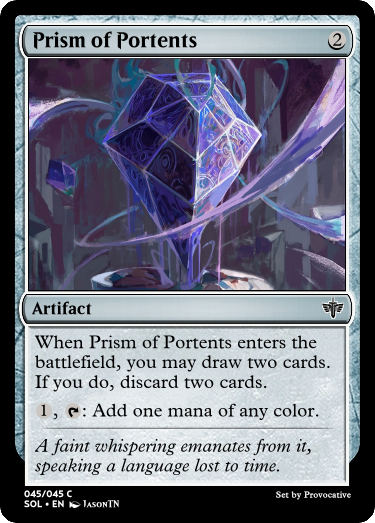 Prism of Portents 2
Artifact
When Prism of Portents enters the
battlefield, you may draw two cards.
If you do, discard two cards.
1, : Add one mana of any color.
A faint whispering emanates from it,
speaking a language lost to time.
045/045 C
SOL • EN JASONTN
Set by Provocative